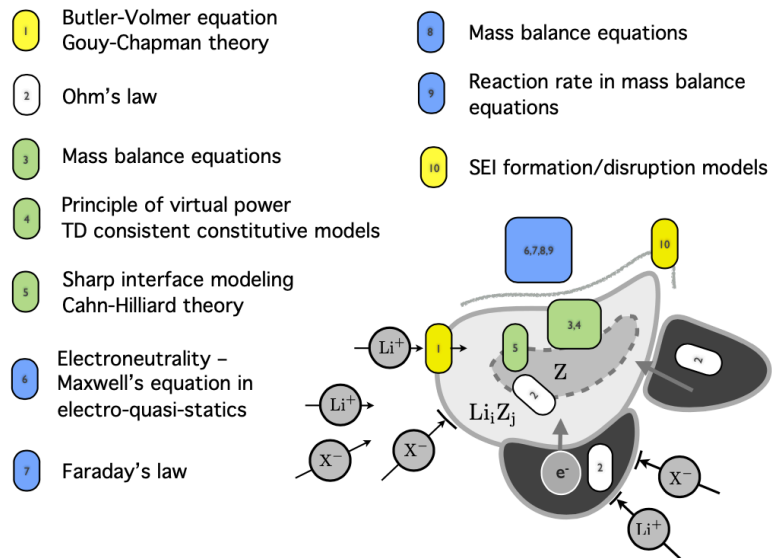 1
Butler-Volmer equation
Gouy-Chapman theory
2
Ohm's law
3
Mass balance equations
4
Principle of virtual power
TD consistent constitutive models
5
Sharp interface modeling
Cahn-Hilliard theory
6
Electroneutrality –
Maxwell's equation in
electro-quasi-statics
7
Faraday's law
8
Mass balance equations
9
Reaction rate in mass balance
equations
10
SEI formation/disruption models
6,7,8,9
10
3,4
Li⁺
1
5
Z
2
2
Li⁺
LiᵢZⱼ
X⁻
X⁻
e⁻
2
X⁻
Li⁺